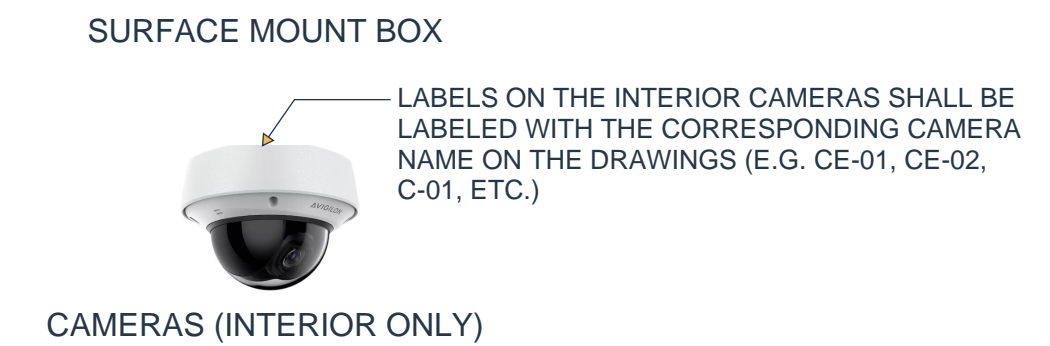 SURFACE MOUNT BOX
LABELS ON THE INTERIOR CAMERAS SHALL BE
LABELED WITH THE CORRESPONDING CAMERA
NAME ON THE DRAWINGS (E.G. CE-01, CE-02,
C-01, ETC.)
AVIGILON
CAMERAS (INTERIOR ONLY)